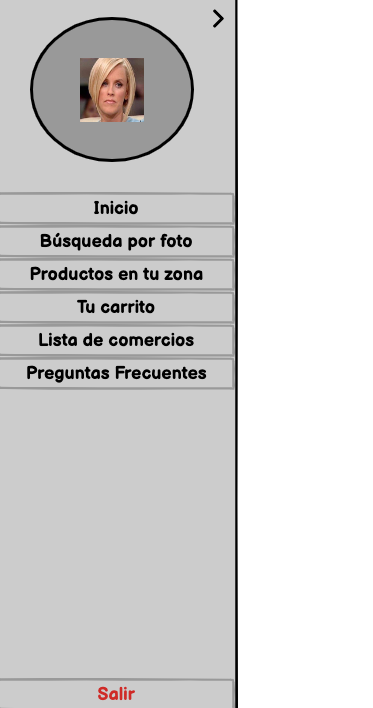 Inicio
Búsqueda por foto
Productos en tu zona
Tu carrito
Lista de comercios
Preguntas Frecuentes
Salir